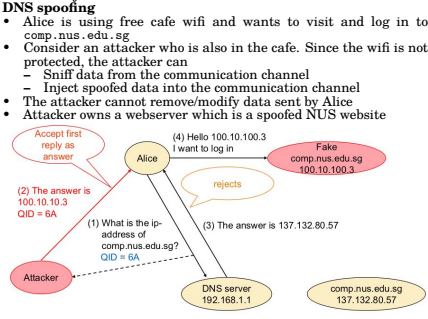 DNS spoofing
• Alice is using free cafe wifi and wants to visit and log in to
comp.nus.edu.sg
• Consider an attacker who is also in the cafe. Since the wifi is not
protected, the attacker can
– Sniff data from the communication channel
– Inject spoofed data into the communication channel
• The attacker cannot remove/modify data sent by Alice
• Attacker owns a webserver which is a spoofed NUS website
Accept first
reply as
answer
Alice
(4) Hello 100.10.100.3
I want to log in
Fake
comp.nus.edu.sg
100.10.100.3
(2) The answer is
100.10.10.3
QID = 6A
rejects
(1) What is the ip-
address of
comp.nus.edu.sg?
QID = 6A
(3) The answer is 137.132.80.57
Attacker
DNS server
192.168.1.1
comp.nus.edu.sg
137.132.80.57